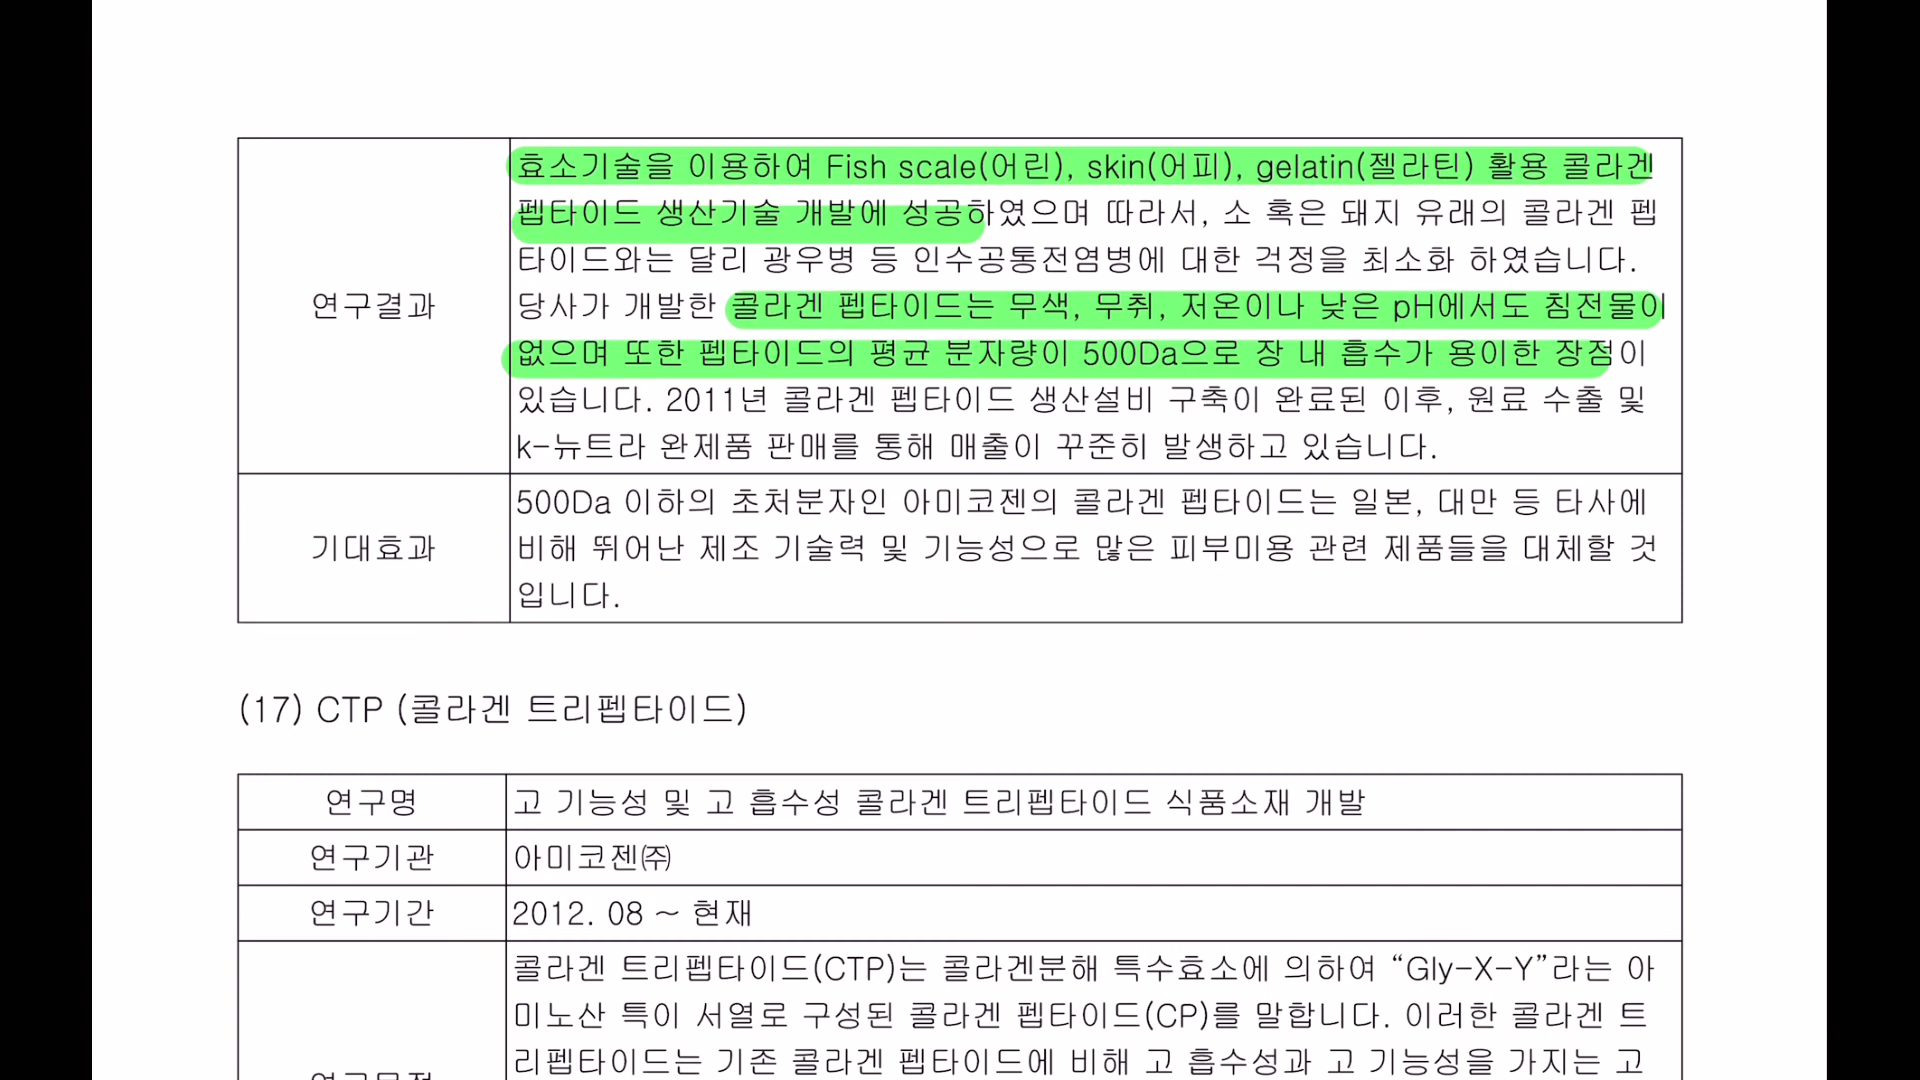 효소기술을 이용하여 Fish scale(어린), skin(어피), gelatin(젤라틴) 활용 콜라겐
펩타이드 생산기술 개발에 성공하였으며 따라서, 소 혹은 돼지 유래의 콜라겐 펩
타이드와는 달리 광우병 등 인수공통전염병에 대한 걱정을 최소화 하였습니다.
연구결과
당사가 개발한 콜라겐 펩타이드는 무색, 무취, 저온이나 낮은 pH에서도 침전물이
없으며 또한 펩타이드의 평균 분자량이 500Da으로 장 내 흡수가 용이한 장점이
있습니다. 2011년 콜라겐 펩타이드 생산설비 구축이 완료된 이후, 원료 수출 및
k-뉴트라 완제품 판매를 통해 매출이 꾸준히 발생하고 있습니다.
500Da 이하의 초처분자인 아미코젠의 콜라겐 펩타이드는 일본, 대만 등 타사에
기대효과
비해 뛰어난 제조 기술력 및 기능성으로 많은 피부미용 관련 제품들을 대체할 것
입니다.
(17) CTP (콜라겐 트리펩타이드)
연구명
고 기능성 및 고 흡수성 콜라겐 트리펩타이드 식품소재 개발
연구기관
아미코젠㈜
연구기간
2012. 08 ~ 현재
콜라겐 트리펩타이드(CTP)는 콜라겐분해 특수효소에 의하여 “Gly-X-Y”라는 아
미노산 특이 서열로 구성된 콜라겐 펩타이드(CP)를 말합니다. 이러한 콜라겐 트
리펩타이드는 기존 콜라겐 펩타이드에 비해 고 흡수성과 고 기능성을 가지는 고